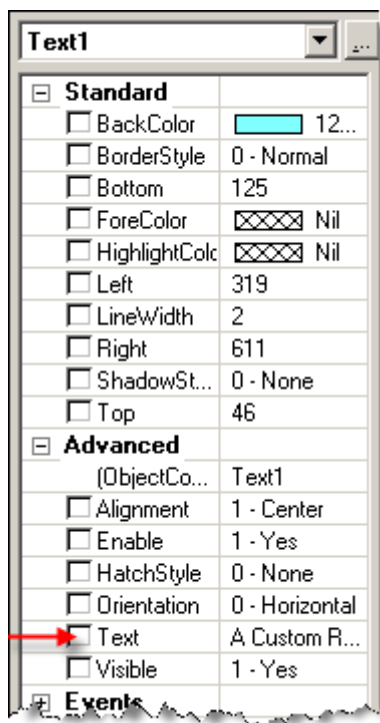 Text1 ...
Standard
BackColor 12...
BorderStyle 0 - Normal
Bottom 125
ForeColor Nil
HighlightColc Nil
Left 319
LineWidth 2
Right 611
ShadowSt... 0 - None
Top 46
Advanced
(ObjectCo... Text1
Alignment 1 - Center
Enable 1 - Yes
HatchStyle 0 - None
Orientation 0 - Horizontal
Text A Custom R...
Visible 1 - Yes
Events